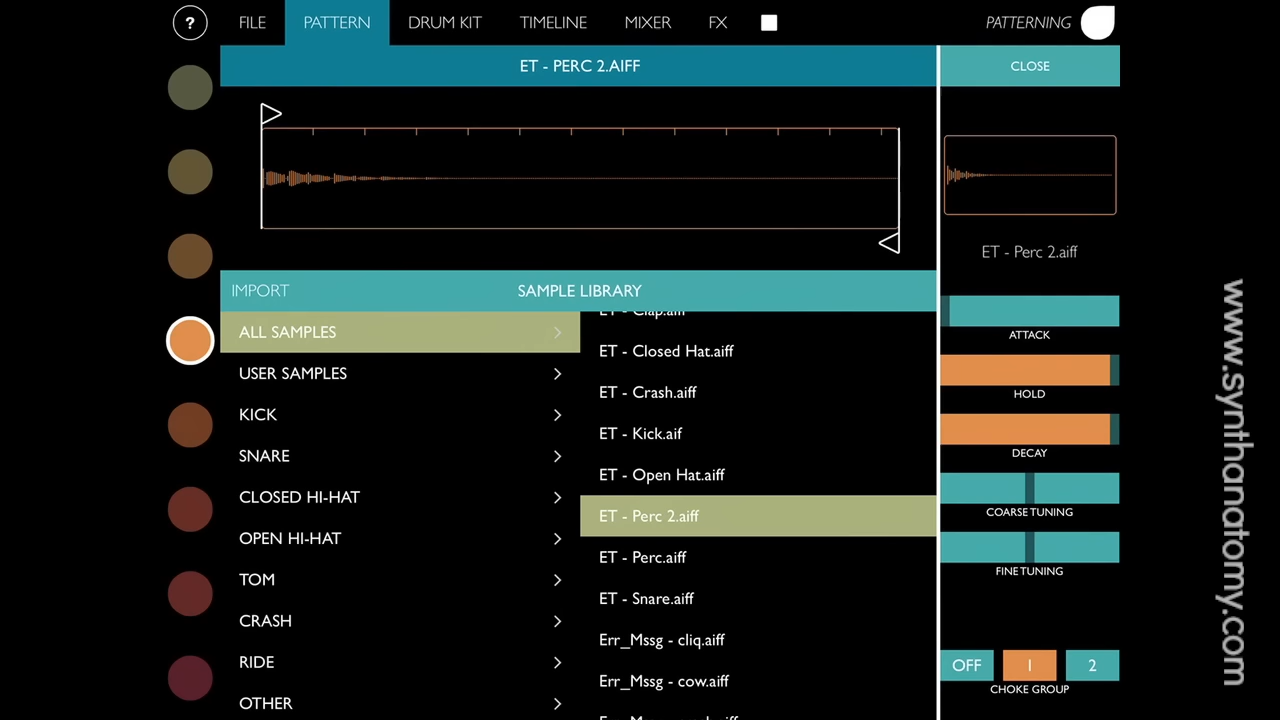 ?
FILE
PATTERN
DRUM KIT
TIMELINE
MIXER
FX
PATTERNING
ET - PERC 2.AIFF
CLOSE
ET - Perc 2.aiff
IMPORT
SAMPLE LIBRARY
ALL SAMPLES
USER SAMPLES
KICK
SNARE
CLOSED HI-HAT
OPEN HI-HAT
TOM
CRASH
RIDE
OTHER
ET - Clap.aiff
ET - Closed Hat.aiff
ET - Crash.aiff
ET - Kick.aif
ET - Open Hat.aiff
ET - Perc 2.aiff
ET - Perc.aiff
ET - Snare.aiff
Err_Mssg - cliq.aiff
Err_Mssg - cow.aiff
ATTACK
HOLD
DECAY
COARSE TUNING
FINE TUNING
OFF
1
2
CHOKE GROUP
www.synthanatomy.com